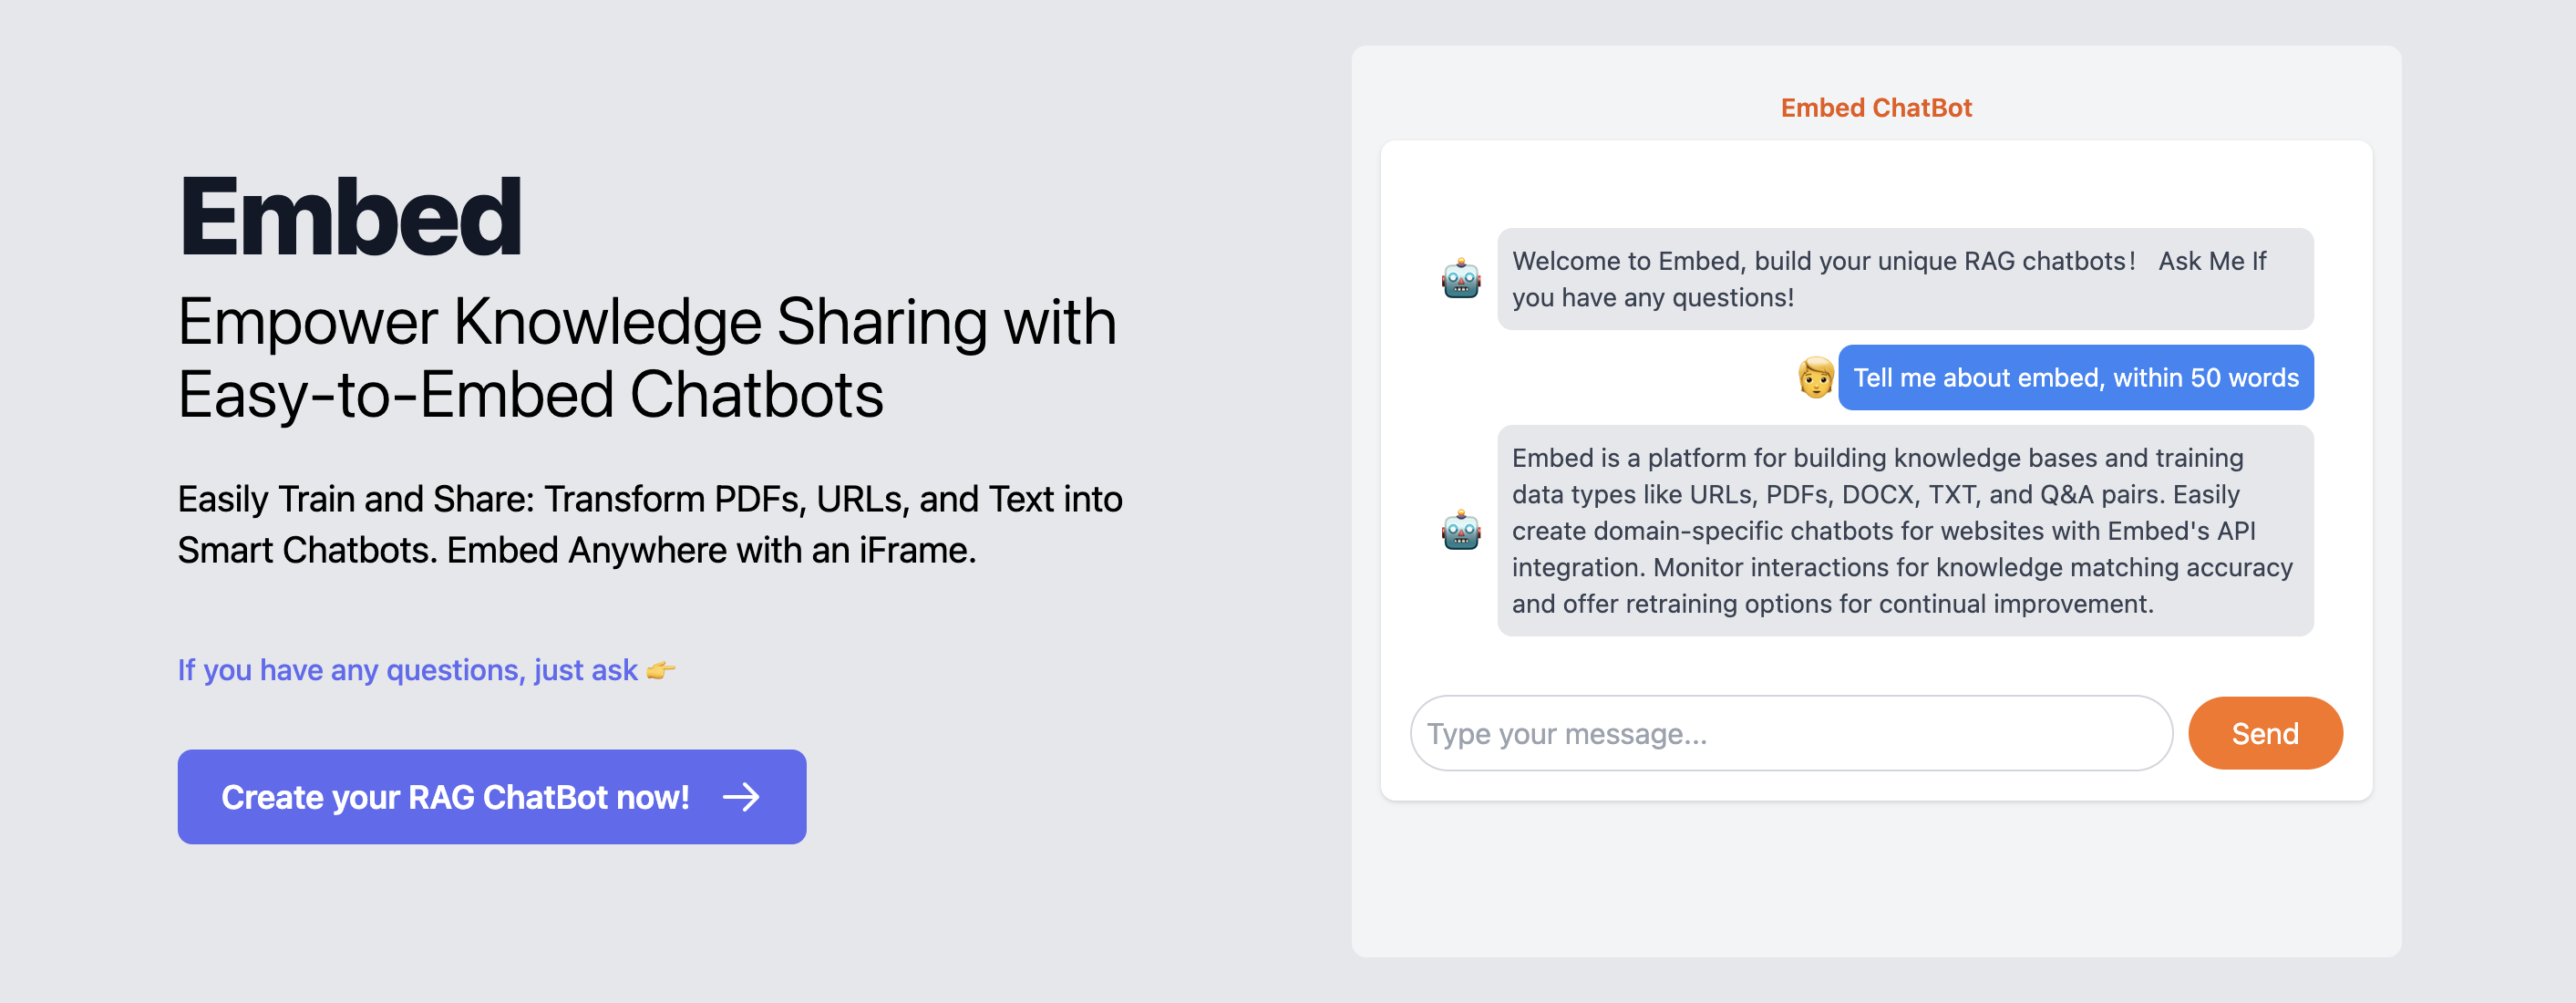 Embed
Empower Knowledge Sharing with
Easy-to-Embed Chatbots
Easily Train and Share: Transform PDFs, URLs, and Text into
Smart Chatbots. Embed Anywhere with an iFrame.
If you have any questions, just ask 👉
Create your RAG ChatBot now! →
Embed ChatBot
Welcome to Embed, build your unique RAG chatbots! Ask Me If
you have any questions!
Tell me about embed, within 50 words
Embed is a platform for building knowledge bases and training
data types like URLs, PDFs, DOCX, TXT, and Q&A pairs. Easily
create domain-specific chatbots for websites with Embed's API
integration. Monitor interactions for knowledge matching accuracy
and offer retraining options for continual improvement.
Type your message...
Send